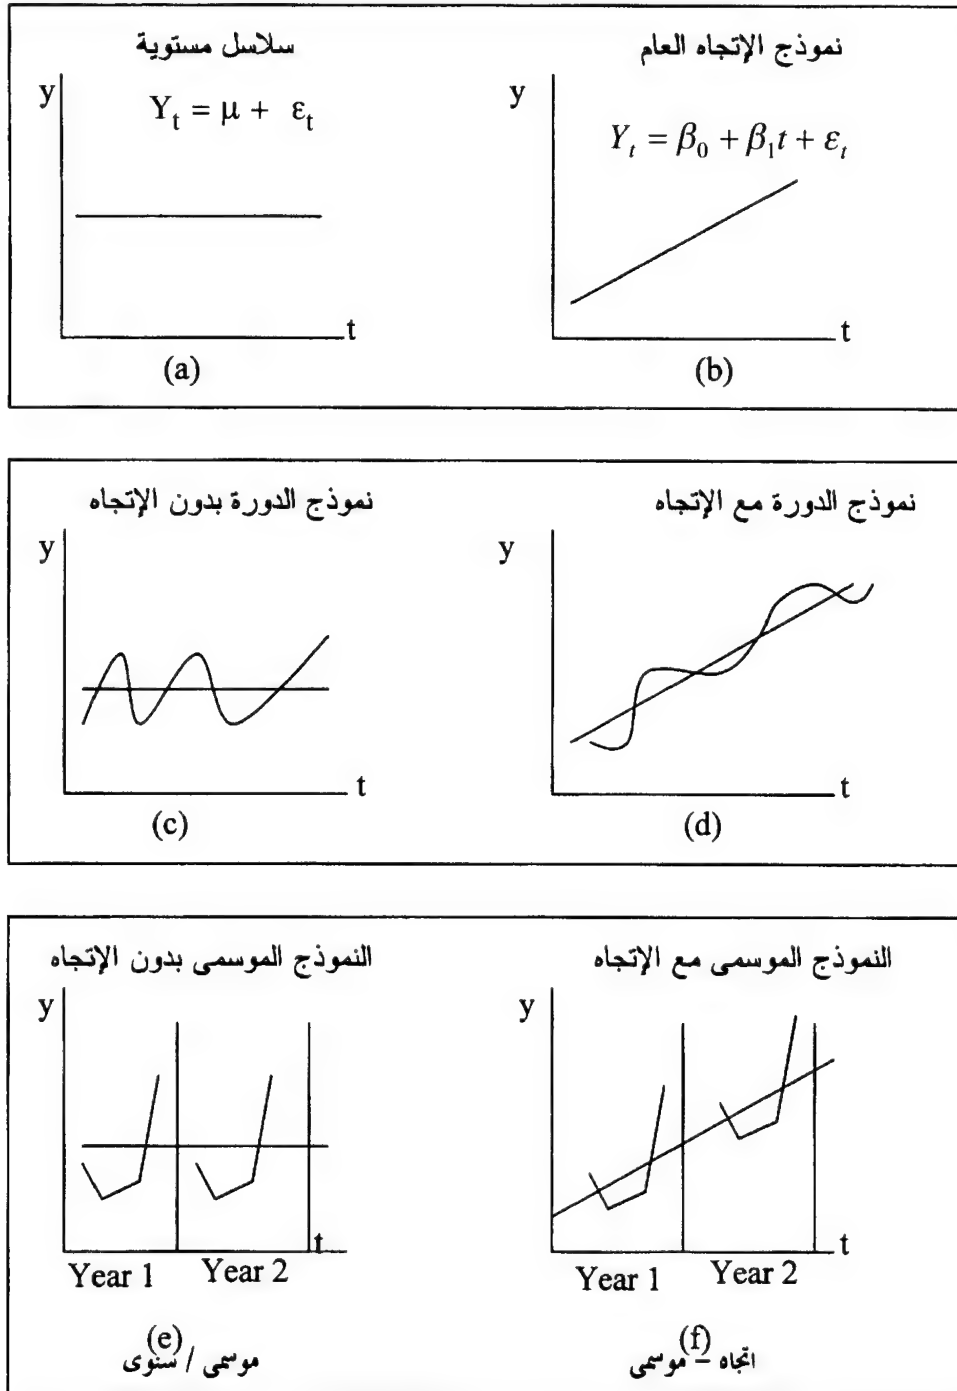 سلاسل مستوية
y
Y_t = μ + ε_t
t
(a)
نموذج الإتجاه العام
y
Y_t = β_0 + β_1 t + ε_t
t
(b)
نموذج الدورة بدون الإتجاه
y
t
(c)
نموذج الدورة مع الإتجاه
y
t
(d)
النموذج الموسمى بدون الإتجاه
y
t
Year 1 Year 2
(e)
موسمى / سنوى
النموذج الموسمى مع الإتجاه
y
t
Year 1 Year 2
(f)
اتجاه – موسمى